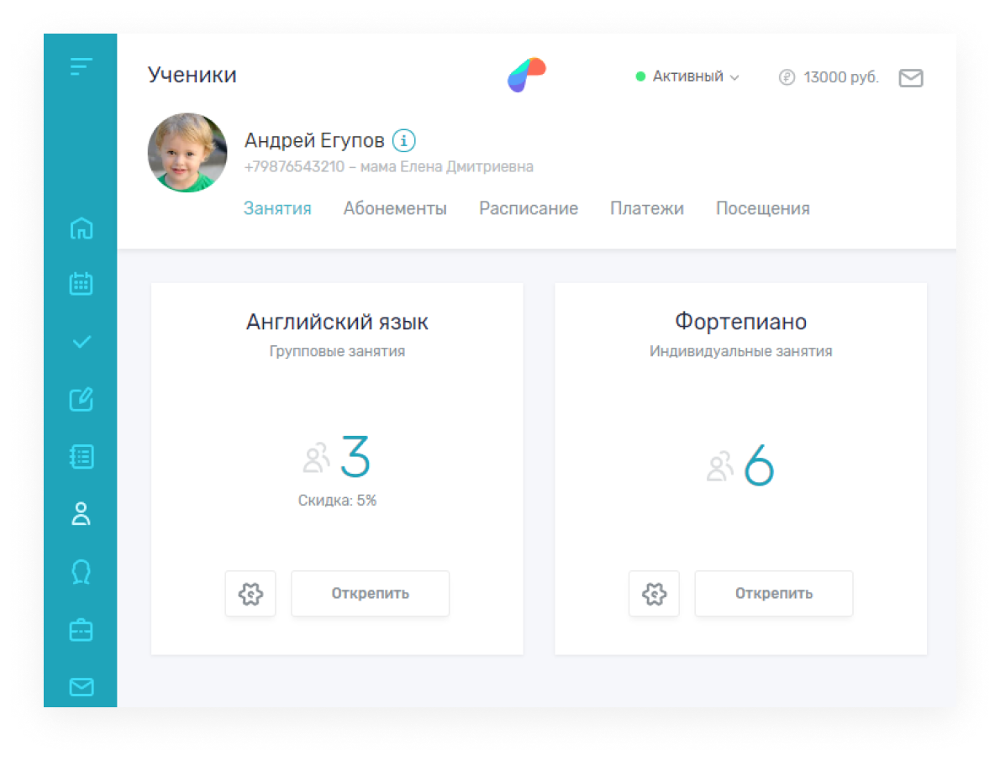 Ученики
Активный
13000 руб.
Андрей Егупов
+79876543210 – мама Елена Дмитриевна
Занятия Абонементы Расписание Платежи Посещения
Английский язык
Групповые занятия
3
Скидка: 5%
Открепить
Фортепиано
Индивидуальные занятия
6
Открепить